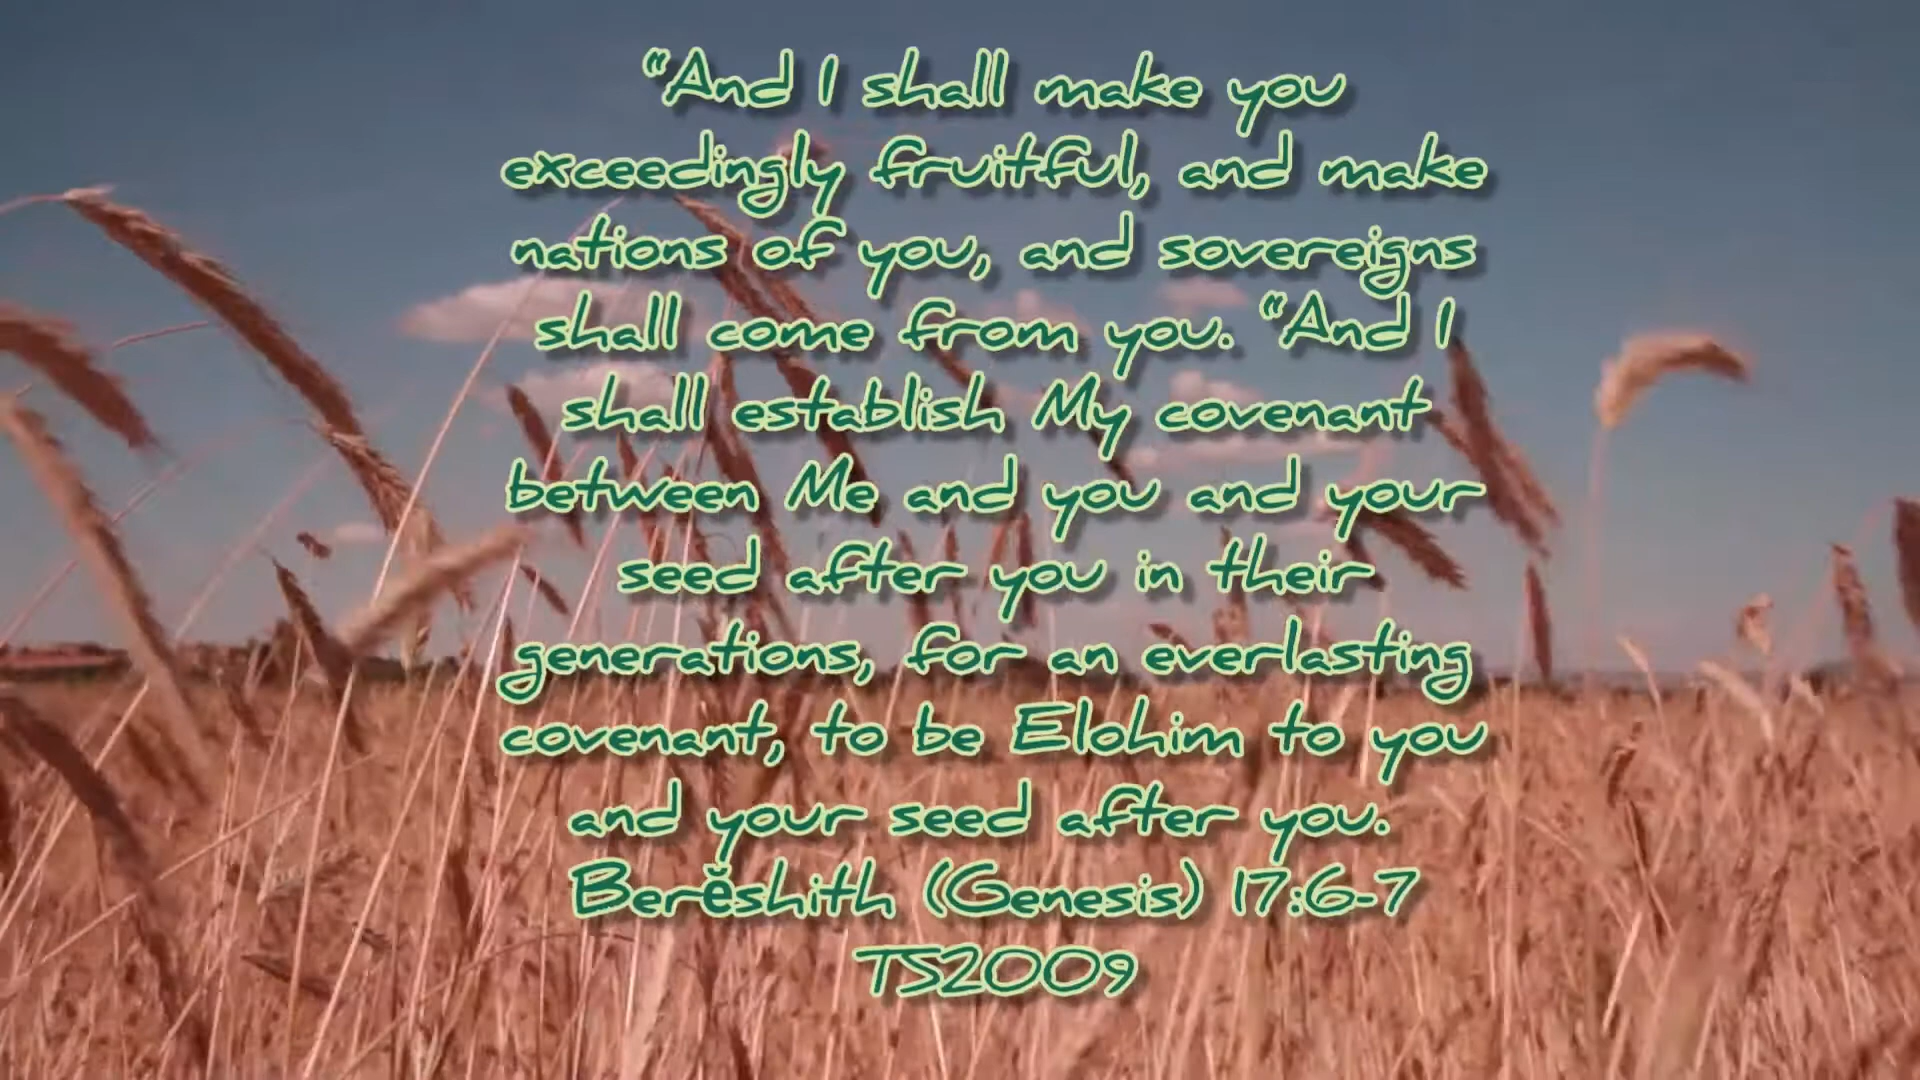 “And I shall make you
exceedingly fruitful, and make
nations of you, and sovereigns
shall come from you. “And I
shall establish My covenant
between Me and you and your
seed after you in their
generations, for an everlasting
covenant, to be Elohim to you
and your seed after you.
Berĕshith (Genesis) 17:6-7
TS2009